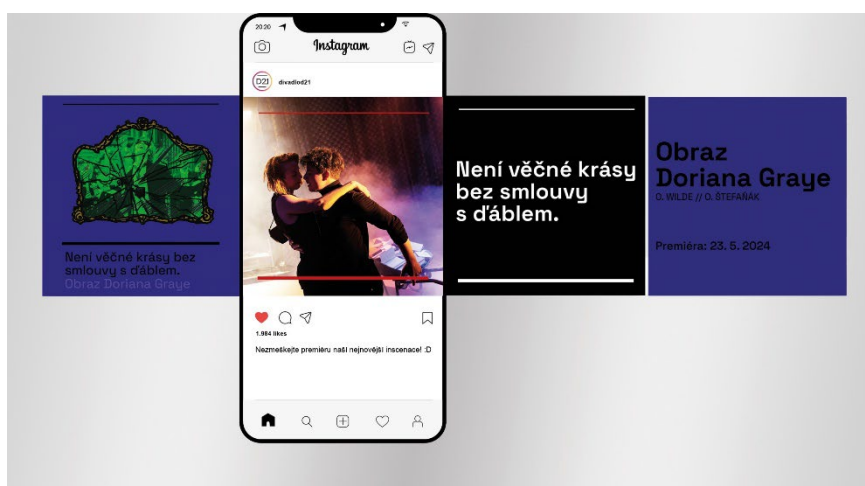 Není věčné krásy bez
smlouvy s ďáblem.
Obraz Doriana Graye
20:20
Instagram
D21
divadlod21
1.984 likes
Nezmeškejte premiéru naší nejnovější inscenace! :D
Není věčné krásy
bez smlouvy
s ďáblem.
Obraz
Doriana Graye
O. WILDE // O. ŠTEFAŇÁK
Premiéra: 23. 5. 2024